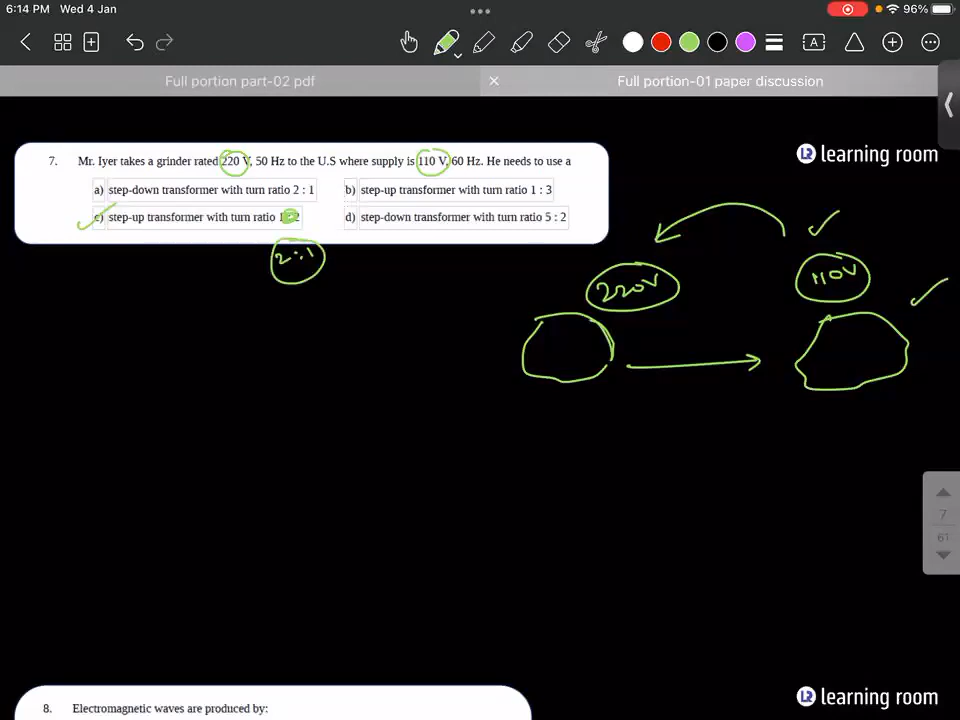 6:14 PM Wed 4 Jan
96%
Full portion part-02 pdf
Full portion-01 paper discussion
7. Mr. Iyer takes a grinder rated 220 V, 50 Hz to the U.S where supply is 110 V, 60 Hz. He needs to use a
a) step-down transformer with turn ratio 2 : 1
b) step-up transformer with turn ratio 1 : 3
c) step-up transformer with turn ratio 1 : 2
d) step-down transformer with turn ratio 5 : 2
learning room
2:1
220V
110V
7
61
8. Electromagnetic waves are produced by:
learning room